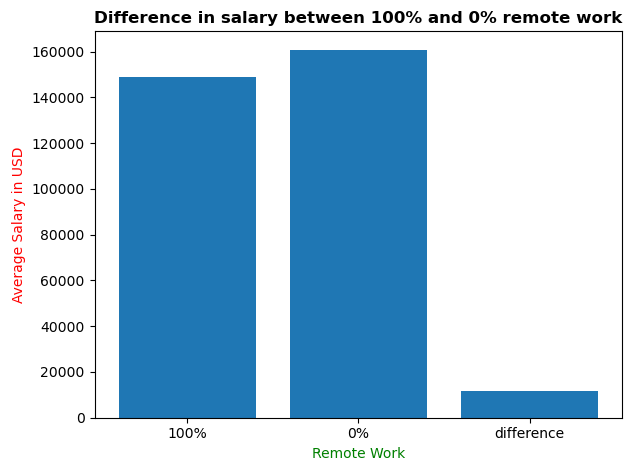 Difference in salary between 100% and 0% remote work
160000
140000
120000
100000
80000
60000
40000
20000
0
Average Salary in USD
100%
0%
difference
Remote Work